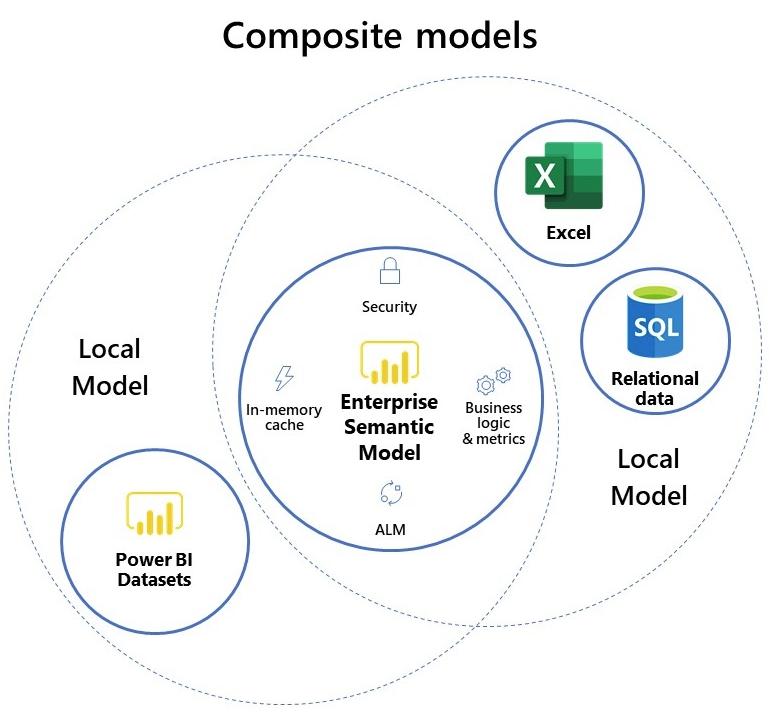 Composite models
X
Excel
SQL
Relational
data
Local
Model
Security
In-memory
cache
Enterprise
Semantic
Model
Business
logic
& metrics
ALM
Local
Model
Power BI
Datasets